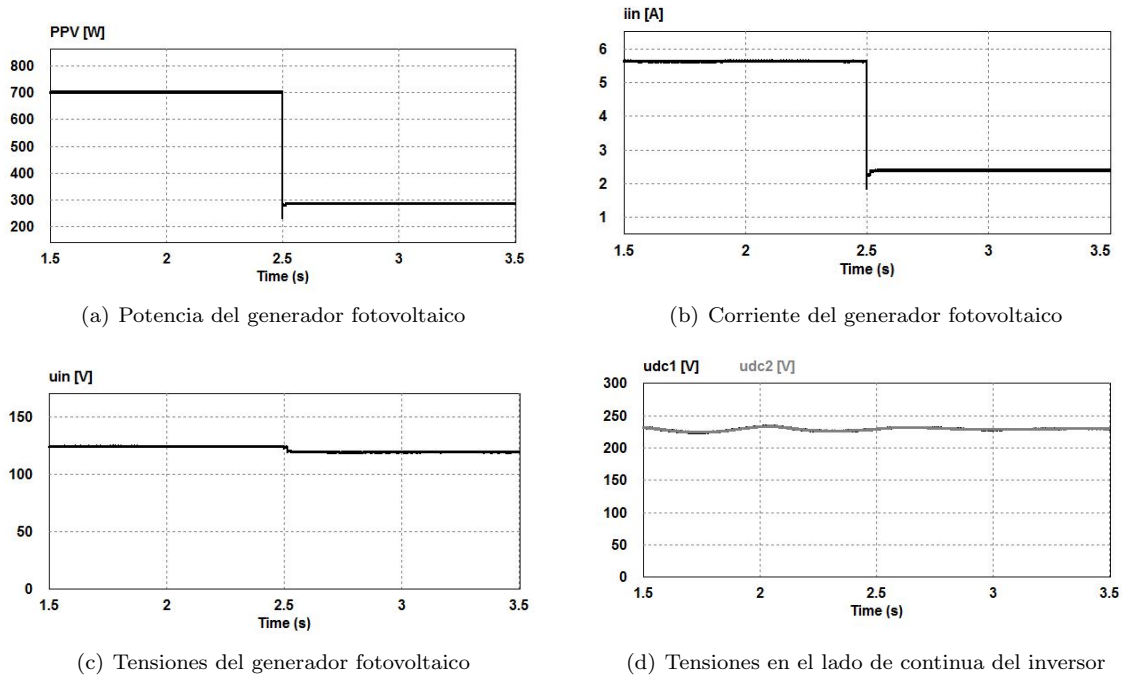 PPV [W]
800
700
600
500
400
300
200
1.5 2 2.5 3 3.5
Time (s)
(a) Potencia del generador fotovoltaico
iin [A]
6
5
4
3
2
1
1.5 2 2.5 3 3.5
Time (s)
(b) Corriente del generador fotovoltaico
uin [V]
150
100
50
0
1.5 2 2.5 3 3.5
Time (s)
(c) Tensiones del generador fotovoltaico
udc1 [V] udc2 [V]
300
250
200
150
100
50
0
1.5 2 2.5 3 3.5
Time (s)
(d) Tensiones en el lado de continua del inversor